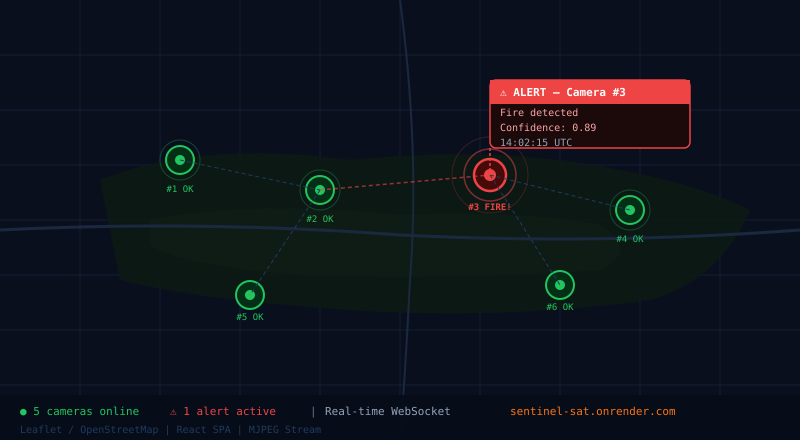 ⚠ ALERT — Camera #3
Fire detected
Confidence: 0.89
14:02:15 UTC
#1 OK
#2 OK
#3 FIRE!
#4 OK
#5 OK
#6 OK
● 5 cameras online ⚠ 1 alert active | Real-time WebSocket sentinel-sat.onrender.com
Leaflet / OpenStreetMap | React SPA | MJPEG Stream